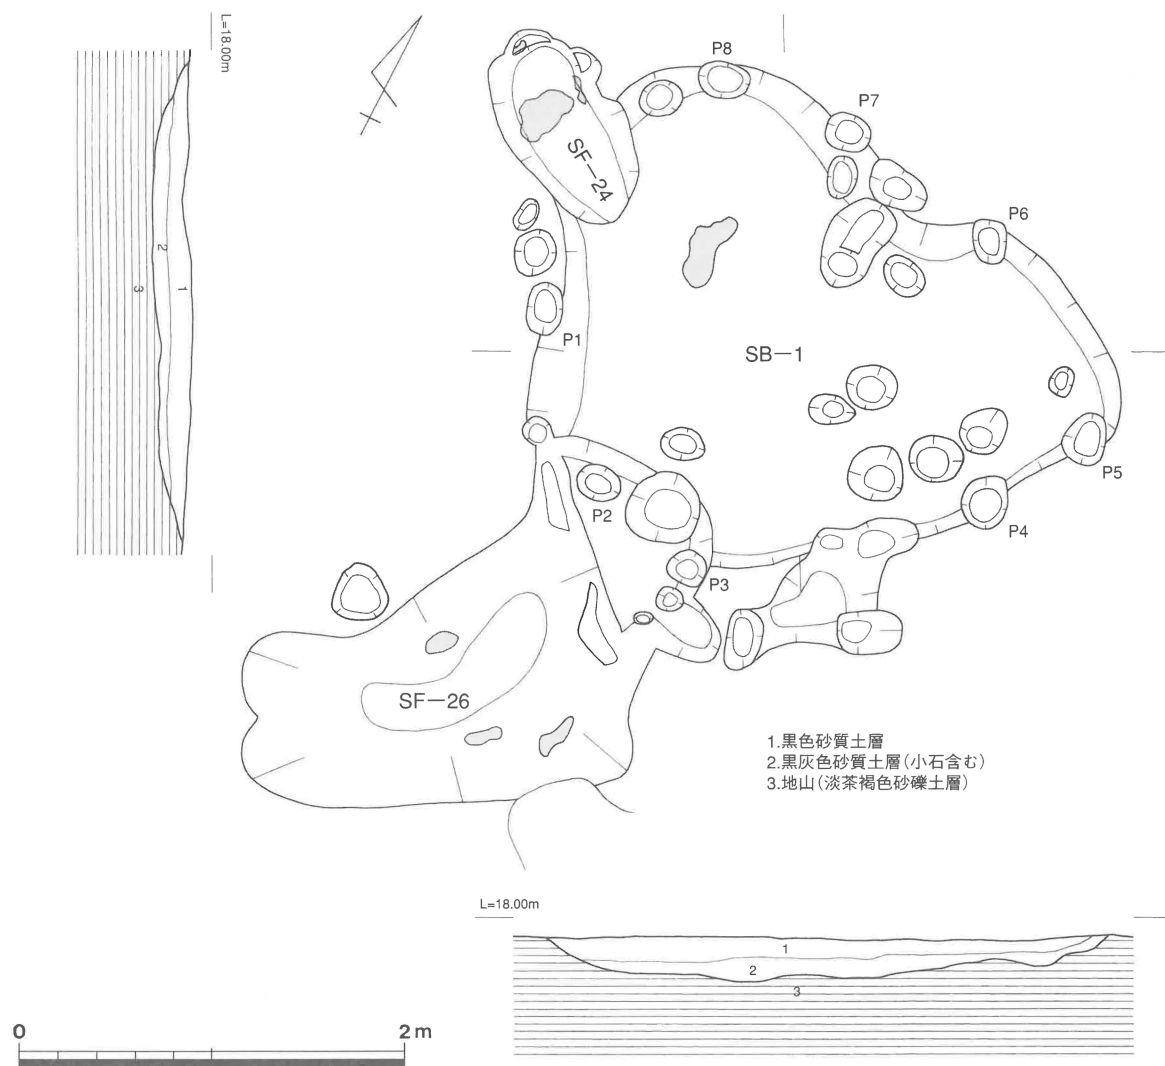 L=18.00m
P8
P7
SF-24
P6
2
1
3
P1
SB-1
P5
P2
P4
P3
SF-26
1.黒色砂質土層
2.黒灰色砂質土層(小石含む)
3.地山(淡茶褐色砂礫土層)
L=18.00m
1
2
3
0 2m